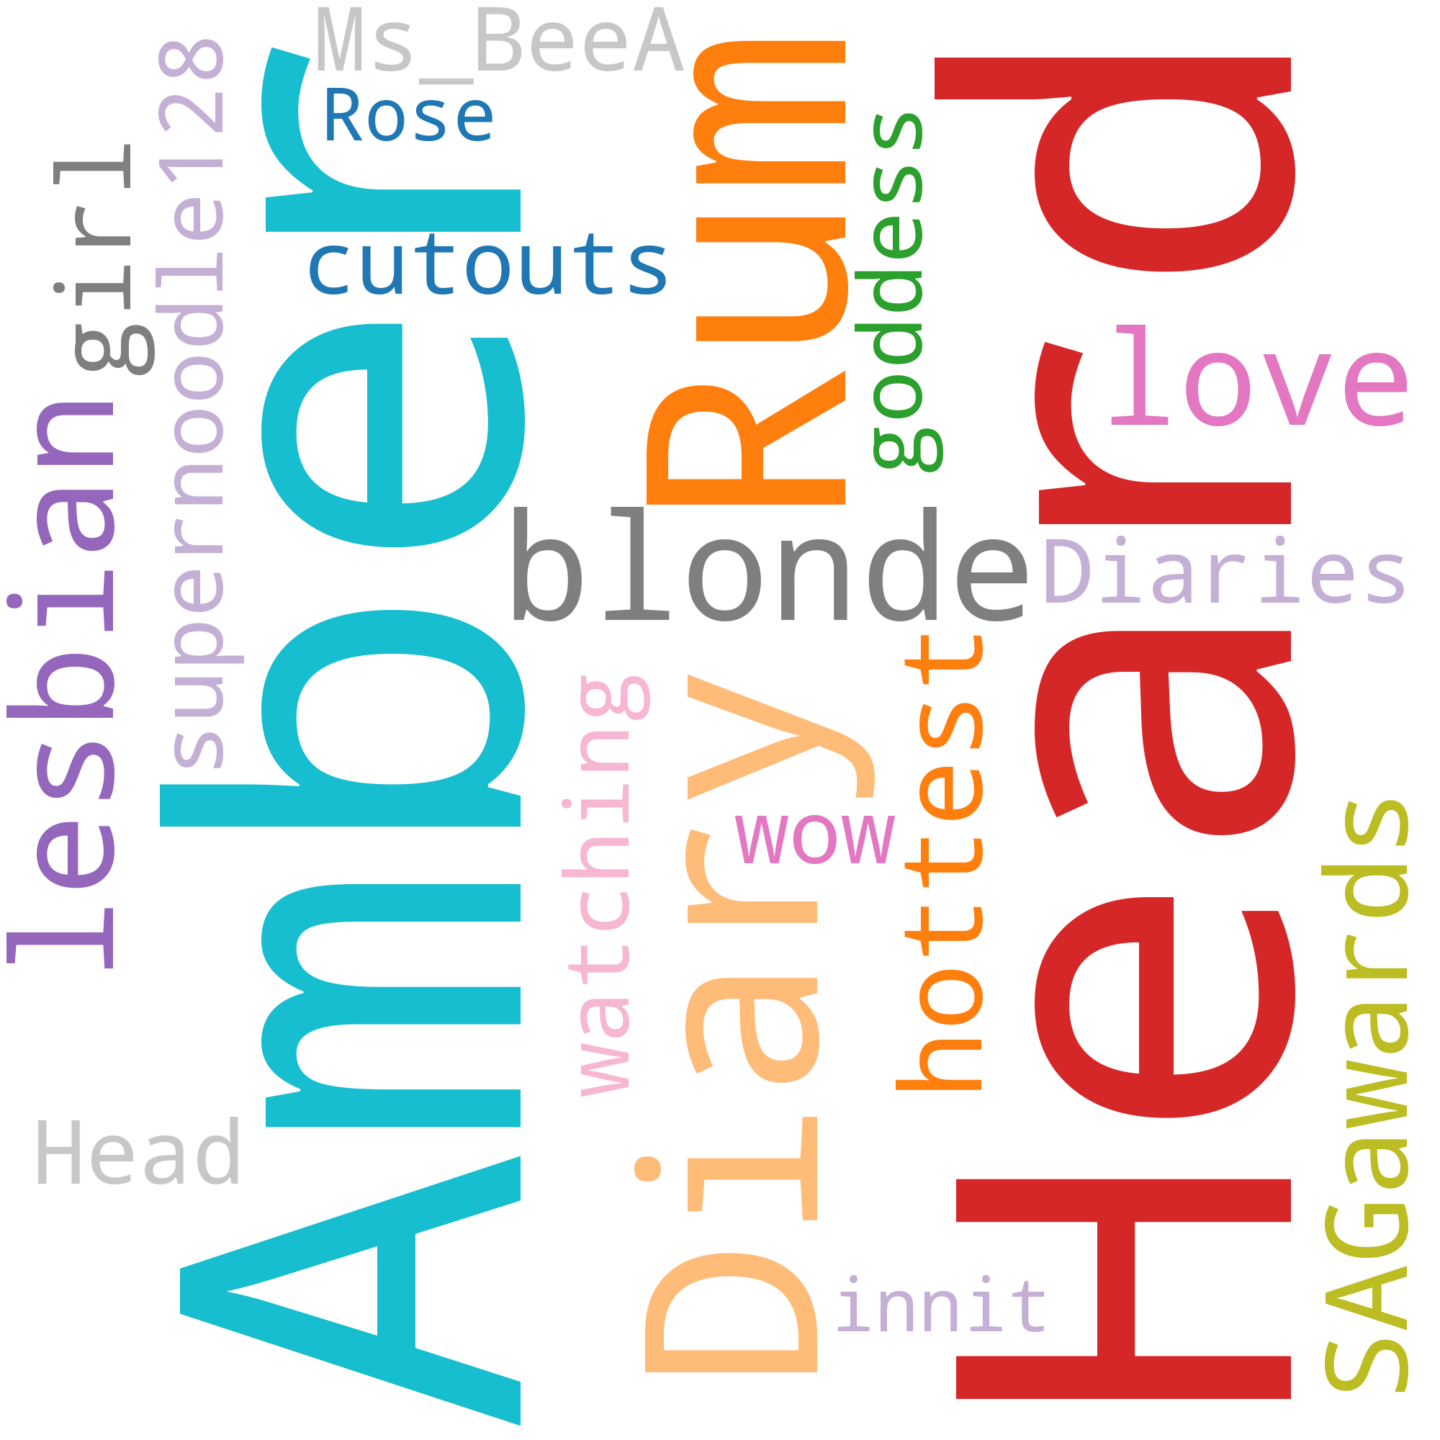 Ms_BeeA
Rose
cutouts
girl
supernoodle128
lesbian
Amber
Rum
goddess
Heard
love
blonde
Diaries
watching
Diary
wow
hottest
SAGawards
Head
innit